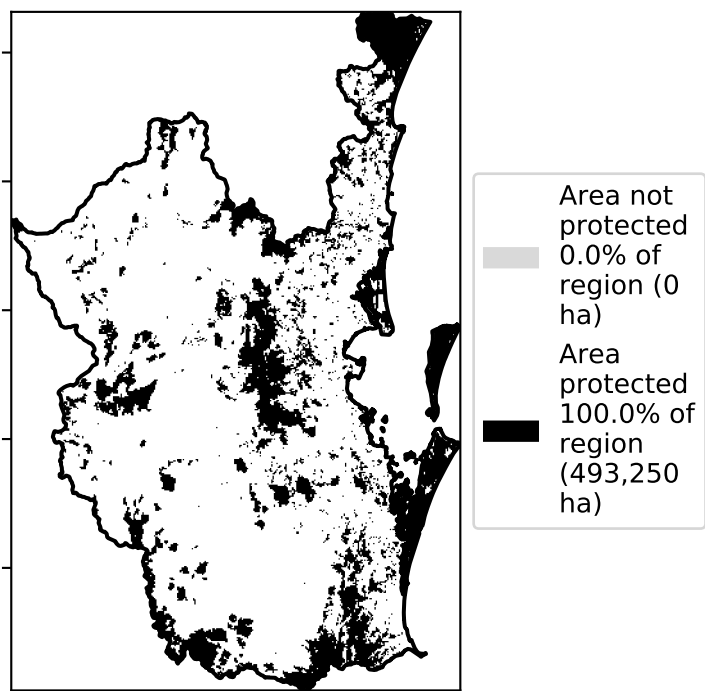 Area not
protected
0.0% of
region (0
ha)
Area
protected
100.0% of
region
(493,250
ha)